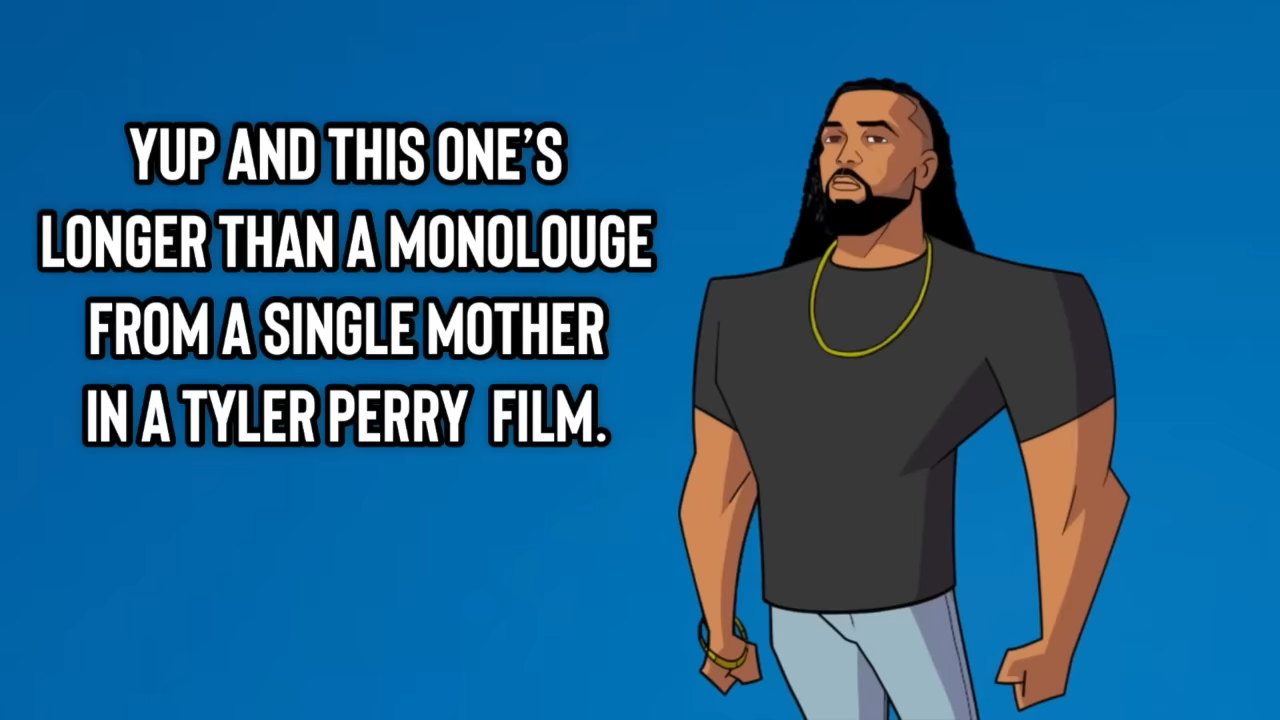 YUP AND THIS ONE'S
LONGER THAN A MONOLOUGE
FROM A SINGLE MOTHER
IN A TYLER PERRY FILM.